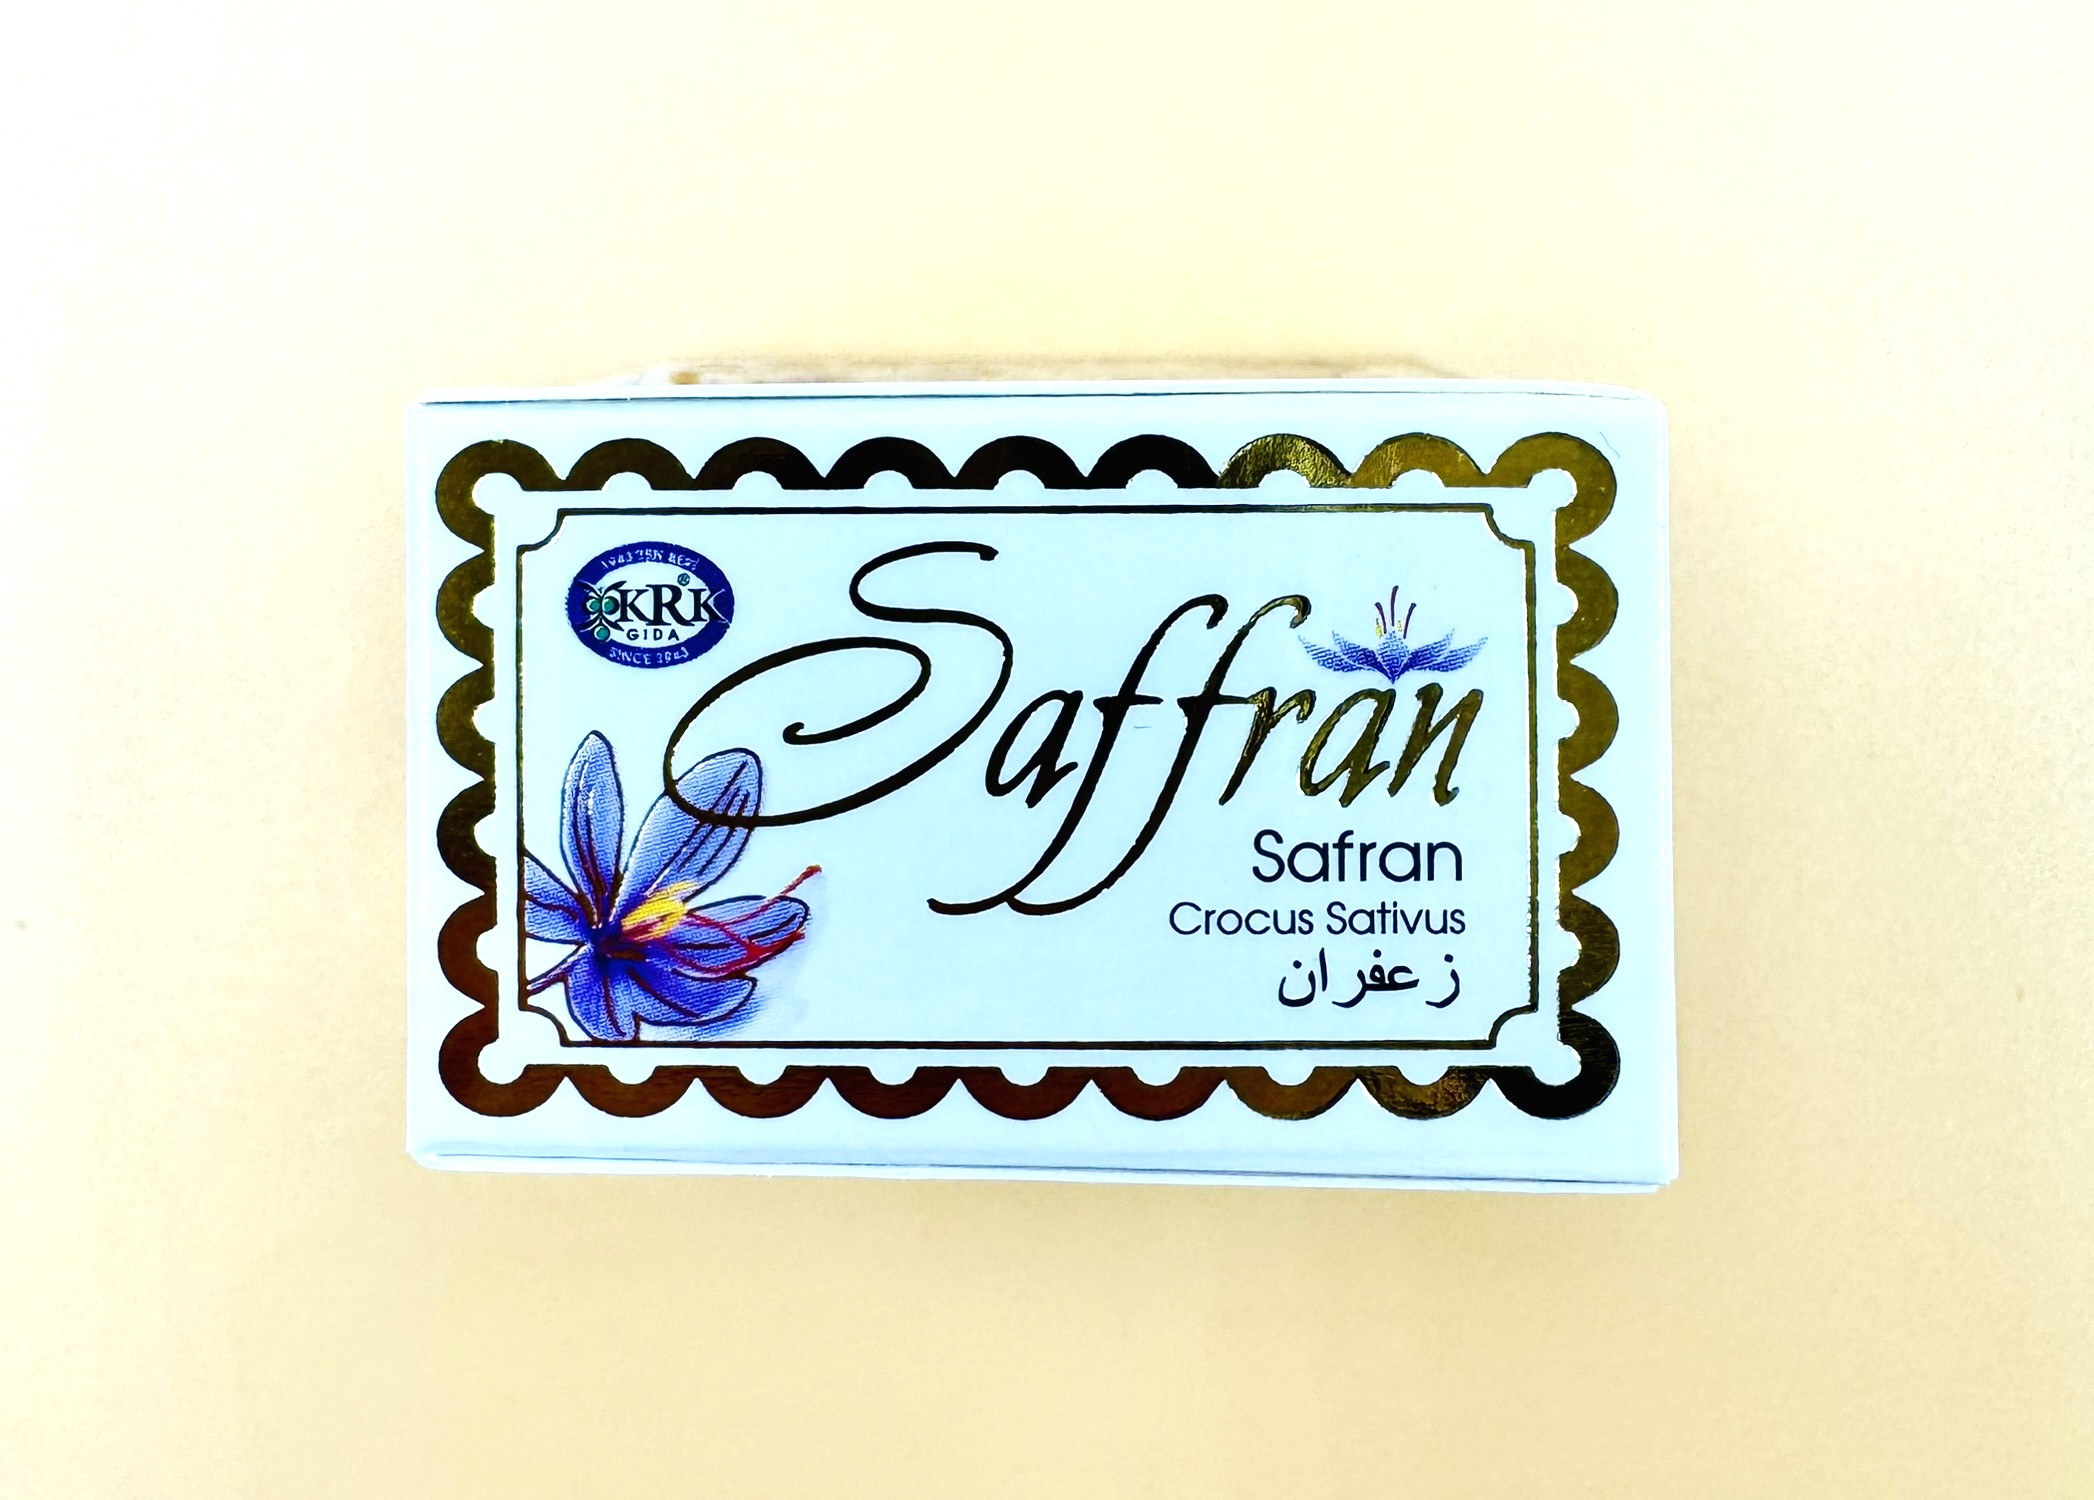 KRK®
GIDA
SINCE 1943
Saffran
Safran
Crocus Sativus
زعفران